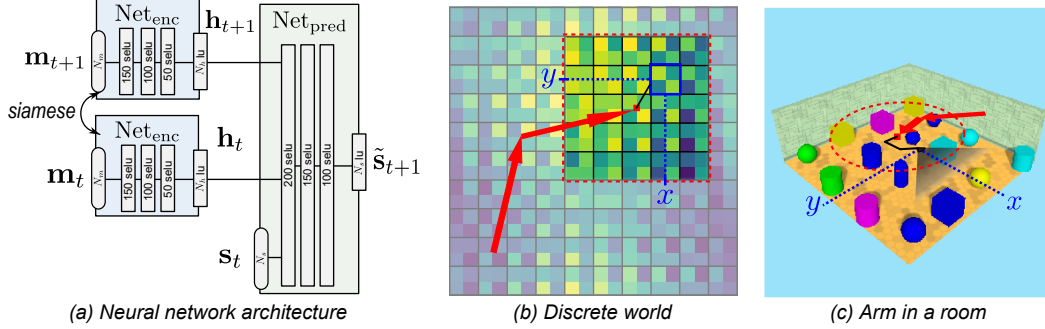 Net_enc
h_{t+1}
Net_pred
m_{t+1}
N_m
150 selu
100 selu
50 selu
N_h lu
siamese
Net_enc
h_t
m_t
N_m
150 selu
100 selu
50 selu
N_h lu
200 selu
150 selu
100 selu
N_s lu
s̃_{t+1}
s_t
N_s
(a) Neural network architecture
y
x
(b) Discrete world
y
x
(c) Arm in a room